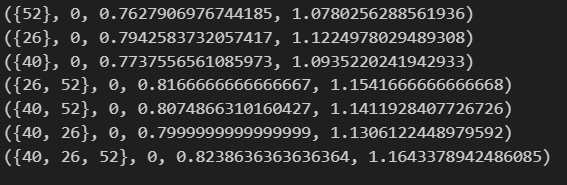 ({52}, 0, 0.7627906976744185, 1.0780256288561936)
({26}, 0, 0.7942583732057417, 1.1224978029489308)
({40}, 0, 0.7737556561085973, 1.0935220241942933)
({26, 52}, 0, 0.8166666666666667, 1.1541666666666668)
({40, 52}, 0, 0.8074866310160427, 1.1411928407726726)
({40, 26}, 0, 0.7999999999999999, 1.1306122448979592)
({40, 26, 52}, 0, 0.8238636363636364, 1.1643378942486085)